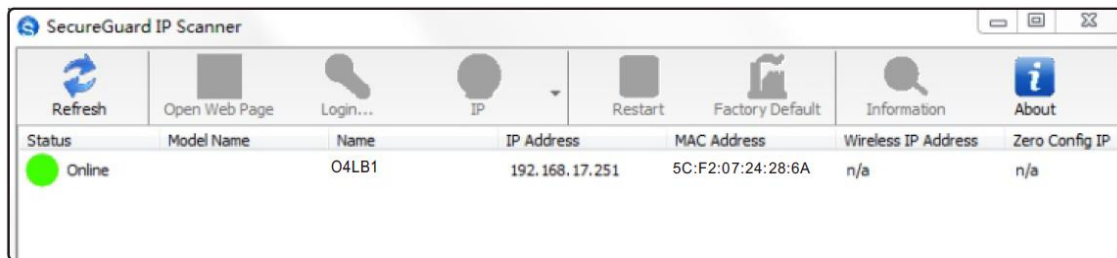 SecureGuard IP Scanner
Refresh Open Web Page Login... IP Restart Factory Default Information About
Status Model Name Name IP Address MAC Address Wireless IP Address Zero Config IP
Online O4LB1 192.168.17.251 5C:F2:07:24:28:6A n/a n/a